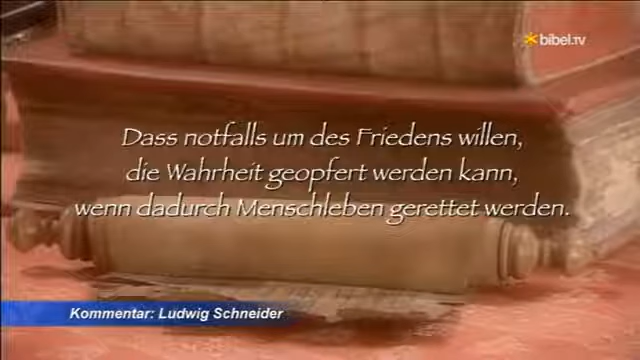 bibel.tv
Dass notfalls um des Friedens willen,
die Wahrheit geopfert werden kann,
wenn dadurch Menschleben gerettet werden.
Kommentar: Ludwig Schneider